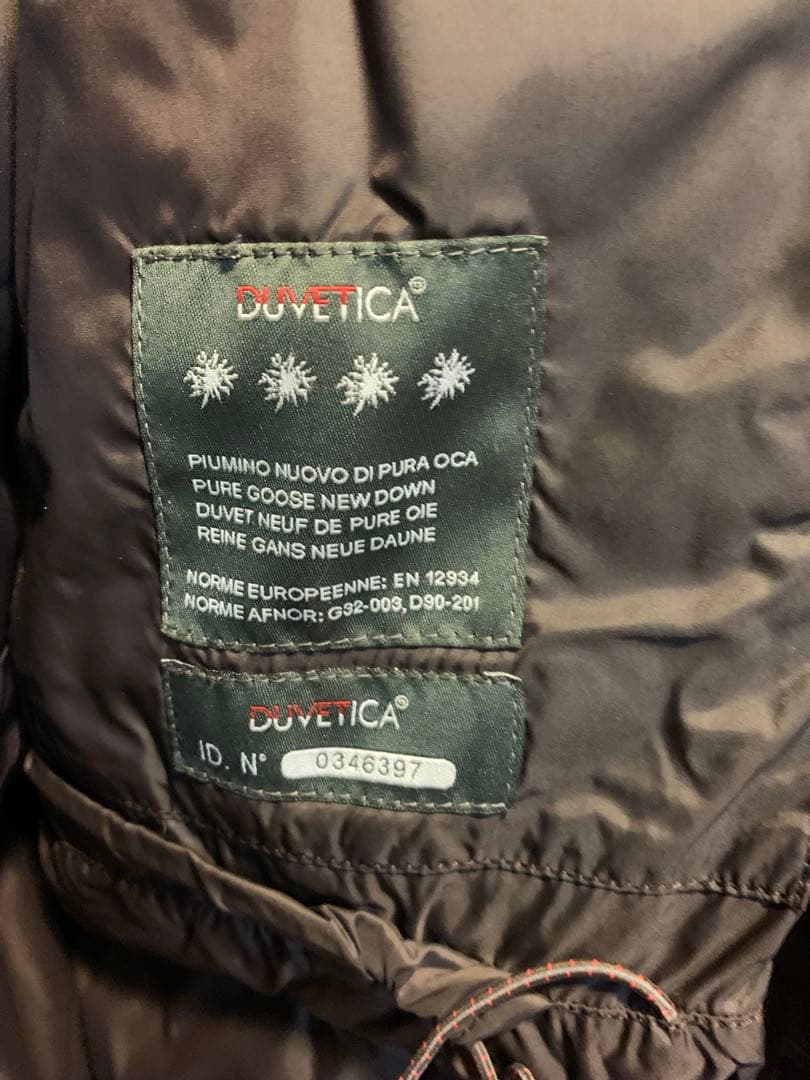 DUVETICA®
PIUMINO NUOVO DI PURA OCA
PURE GOOSE NEW DOWN
DUVET NEUF DE PURE OIE
REINE GANS NEUE DAUNE
NORME EUROPEENNE: EN 12934
NORME AFNOR: G92-003, D90-201
DUVETICA®
ID. N° 0346397